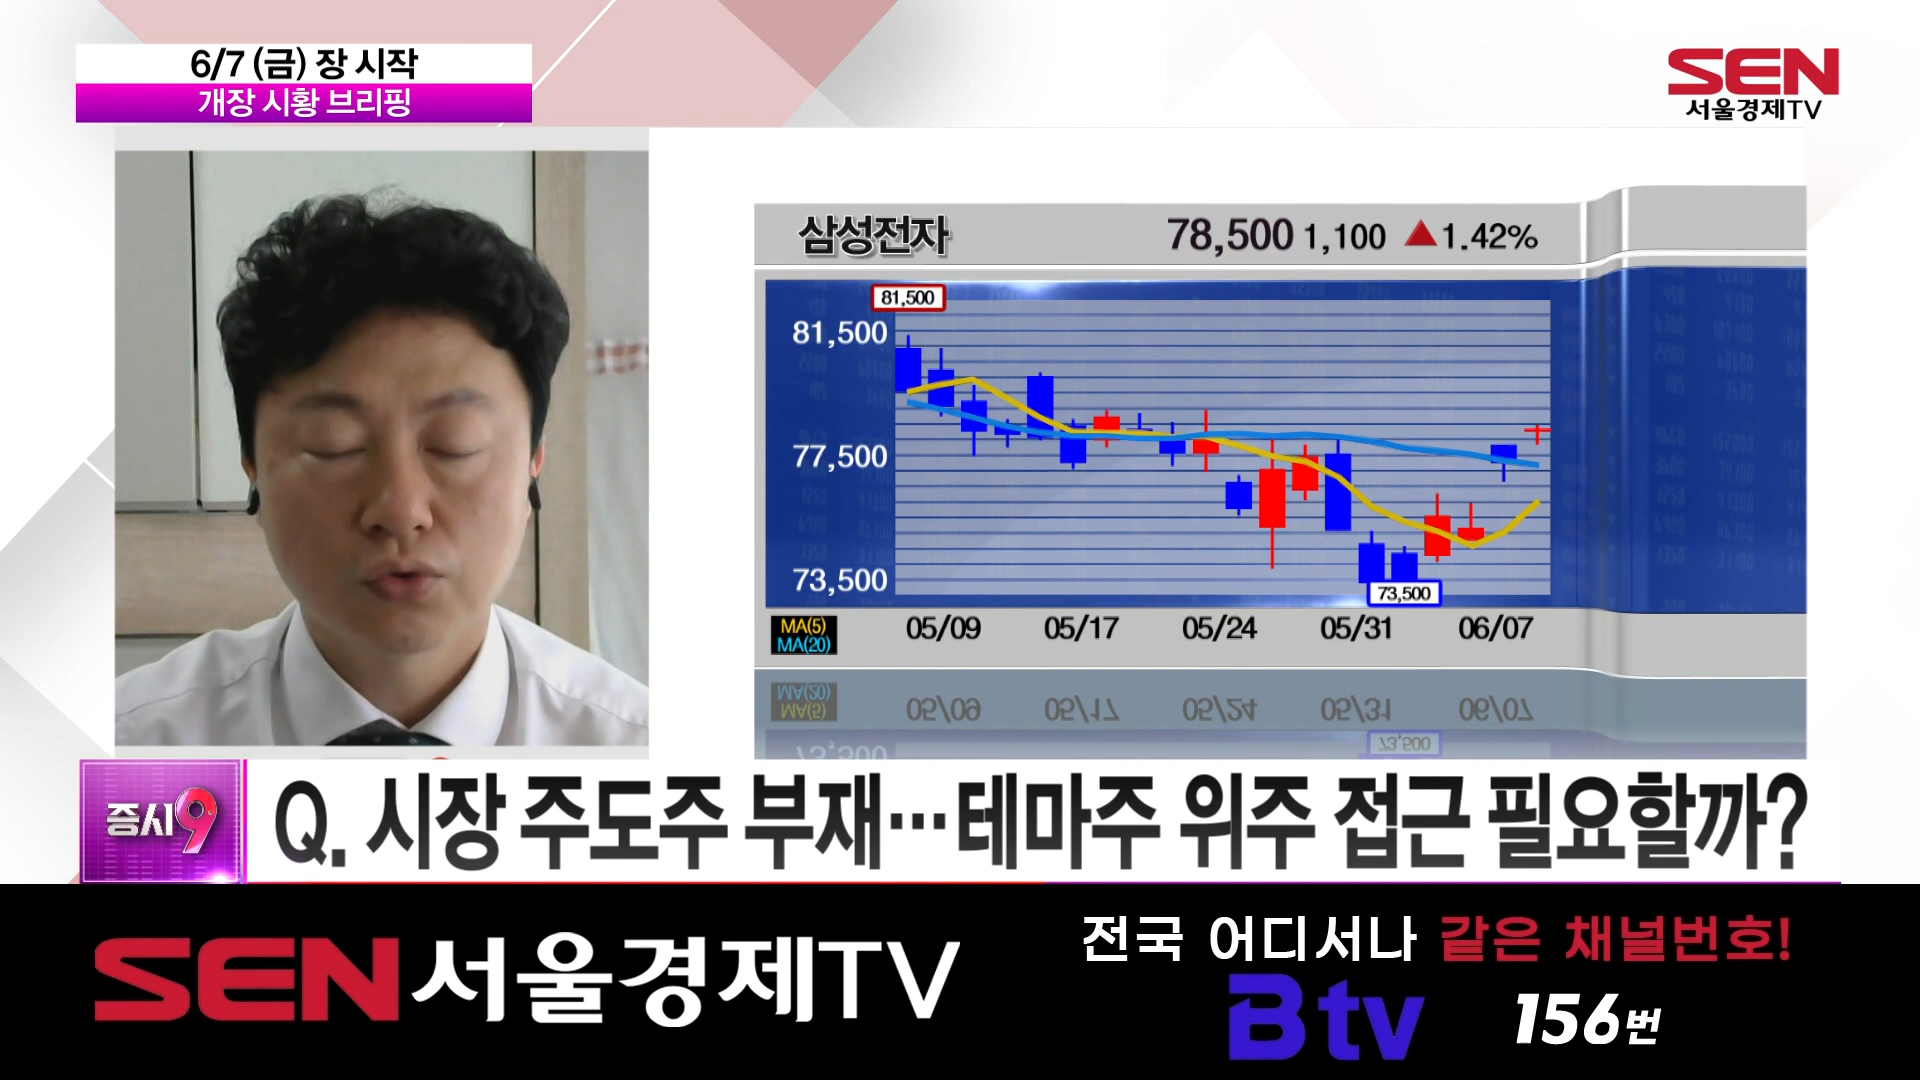 6/7 (금) 장 시작
개장 시황 브리핑
SEN
서울경제TV
삼성전자 78,500 1,100 ▲1.42%
81,500
81,500
77,500
73,500
73,500
MA(5)
MA(20)
05/09 05/17 05/24 05/31 06/07
증시9
Q. 시장 주도주 부재…테마주 위주 접근 필요할까?
SEN 서울경제TV
전국 어디서나 같은 채널번호!
B tv 156번